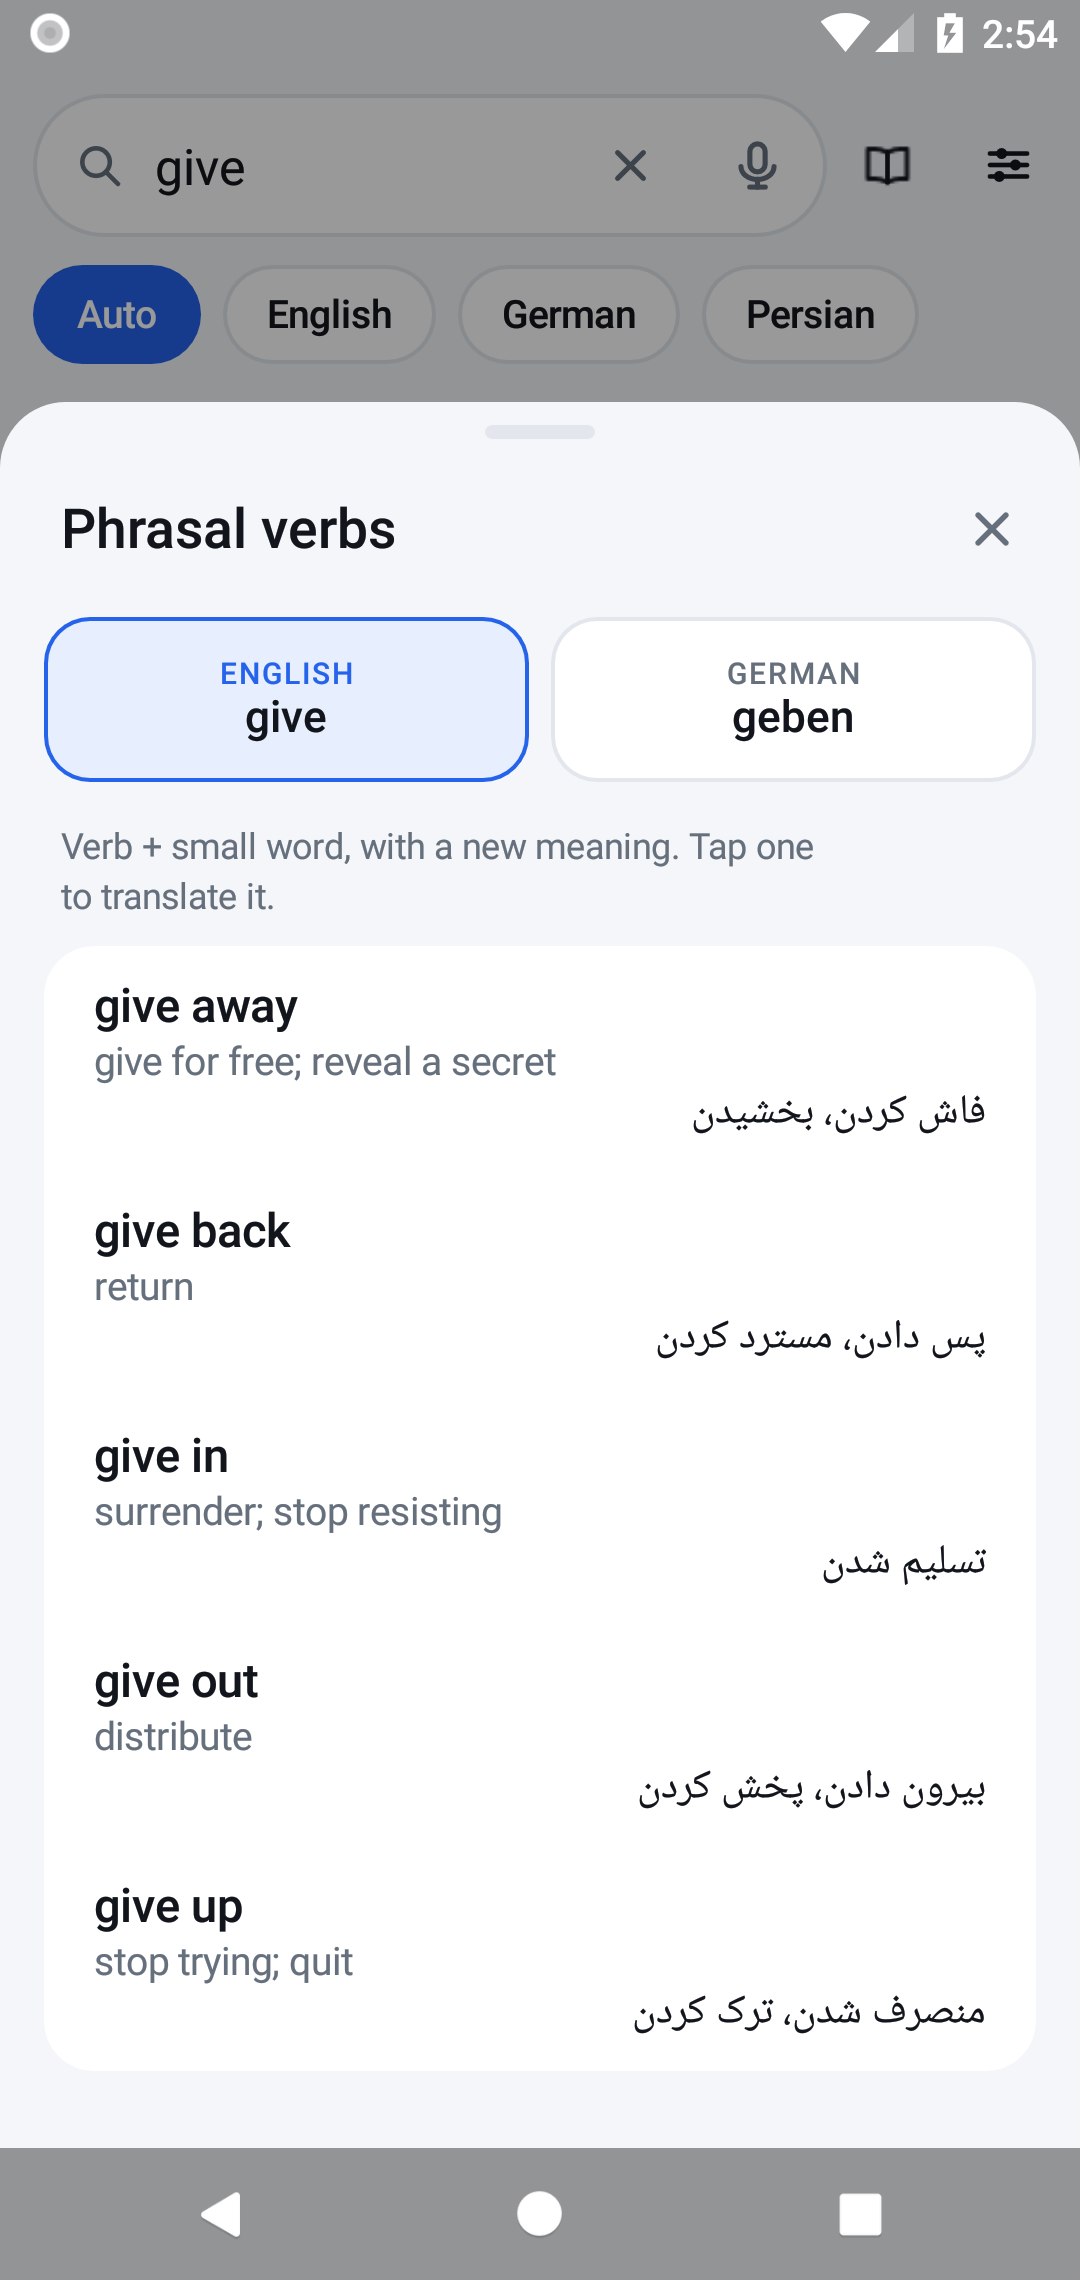 2:54
give
Auto English German Persian
Phrasal verbs
ENGLISH
give
GERMAN
geben
Verb + small word, with a new meaning. Tap one
to translate it.
give away
give for free; reveal a secret
فاش کردن، بخشیدن
give back
return
پس دادن، مسترد کردن
give in
surrender; stop resisting
تسلیم شدن
give out
distribute
بیرون دادن، پخش کردن
give up
stop trying; quit
منصرف شدن، ترک کردن